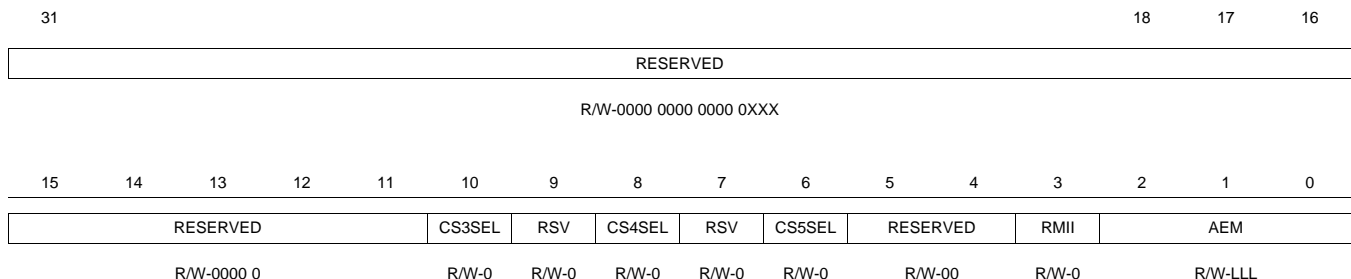 31 18 17 16
RESERVED
R/W-0000 0000 0000 0XXX
15 14 13 12 11 10 9 8 7 6 5 4 3 2 1 0
RESERVED CS3SEL RSV CS4SEL RSV CS5SEL RESERVED RMII AEM
R/W-0000 0 R/W-0 R/W-0 R/W-0 R/W-0 R/W-0 R/W-00 R/W-0 R/W-LLL